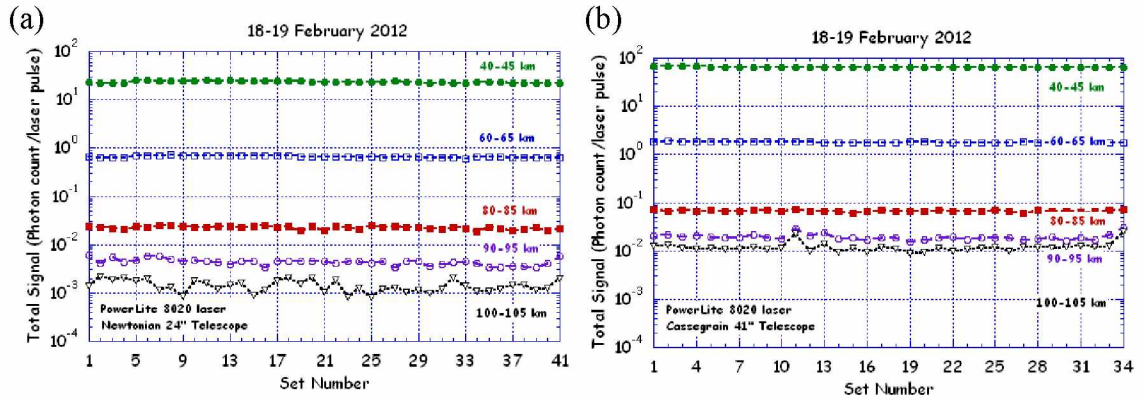 (a)
18-19 February 2012
Total Signal (Photon count/laser pulse)
10^2
10^1
10^0
10^-1
10^-2
10^-3
10^-4
40-45 km
60-65 km
80-85 km
90-95 km
100-105 km
PowerLite 8020 laser
Newtonian 24" Telescope
1 5 9 13 17 21 25 29 33 37 41
Set Number
(b)
18-19 February 2012
Total Signal (Photon count/laser pulse)
10^2
10^1
10^0
10^-1
10^-2
10^-3
10^-4
40-45 km
60-65 km
80-85 km
90-95 km
100-105 km
PowerLite 8020 laser
Cassegrain 41" Telescope
1 4 7 10 13 16 19 22 25 28 31 34
Set Number